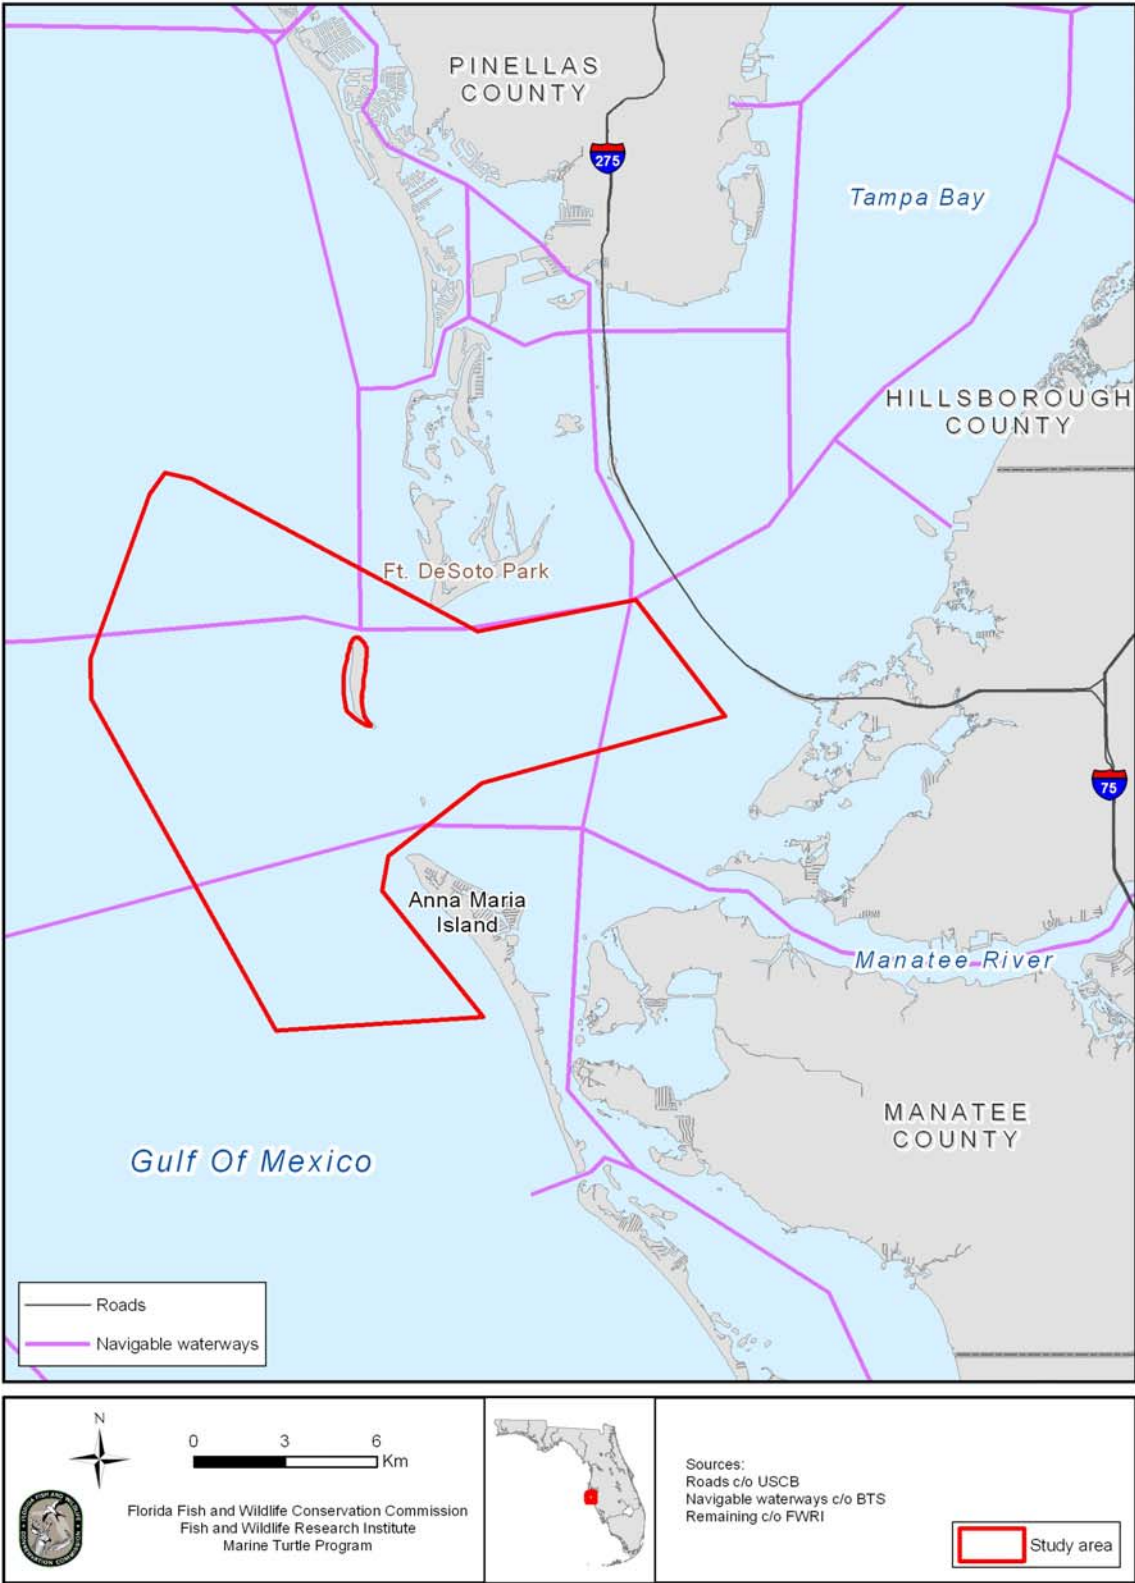 PINELLAS
COUNTY
275
Tampa Bay
HILLSBOROUGH
COUNTY
Ft. DeSoto Park
75
Anna Maria
Island
Manatee River
MANATEE
COUNTY
Gulf Of Mexico
Roads
Navigable waterways
N
0 3 6
Km
Florida Fish and Wildlife Conservation Commission
Fish and Wildlife Research Institute
Marine Turtle Program
Sources:
Roads c/o USCB
Navigable waterways c/o BTS
Remaining c/o FWRI
Study area